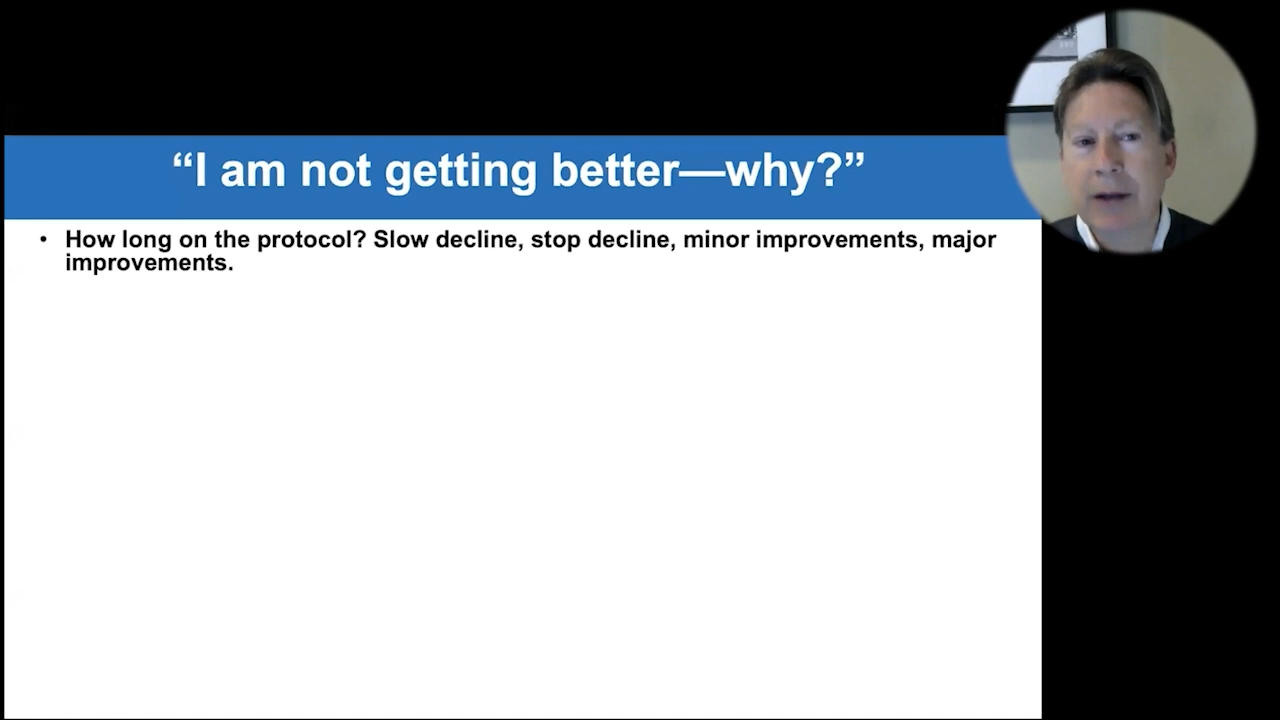 “I am not getting better—why?”
• How long on the protocol? Slow decline, stop decline, minor improvements, major
improvements.